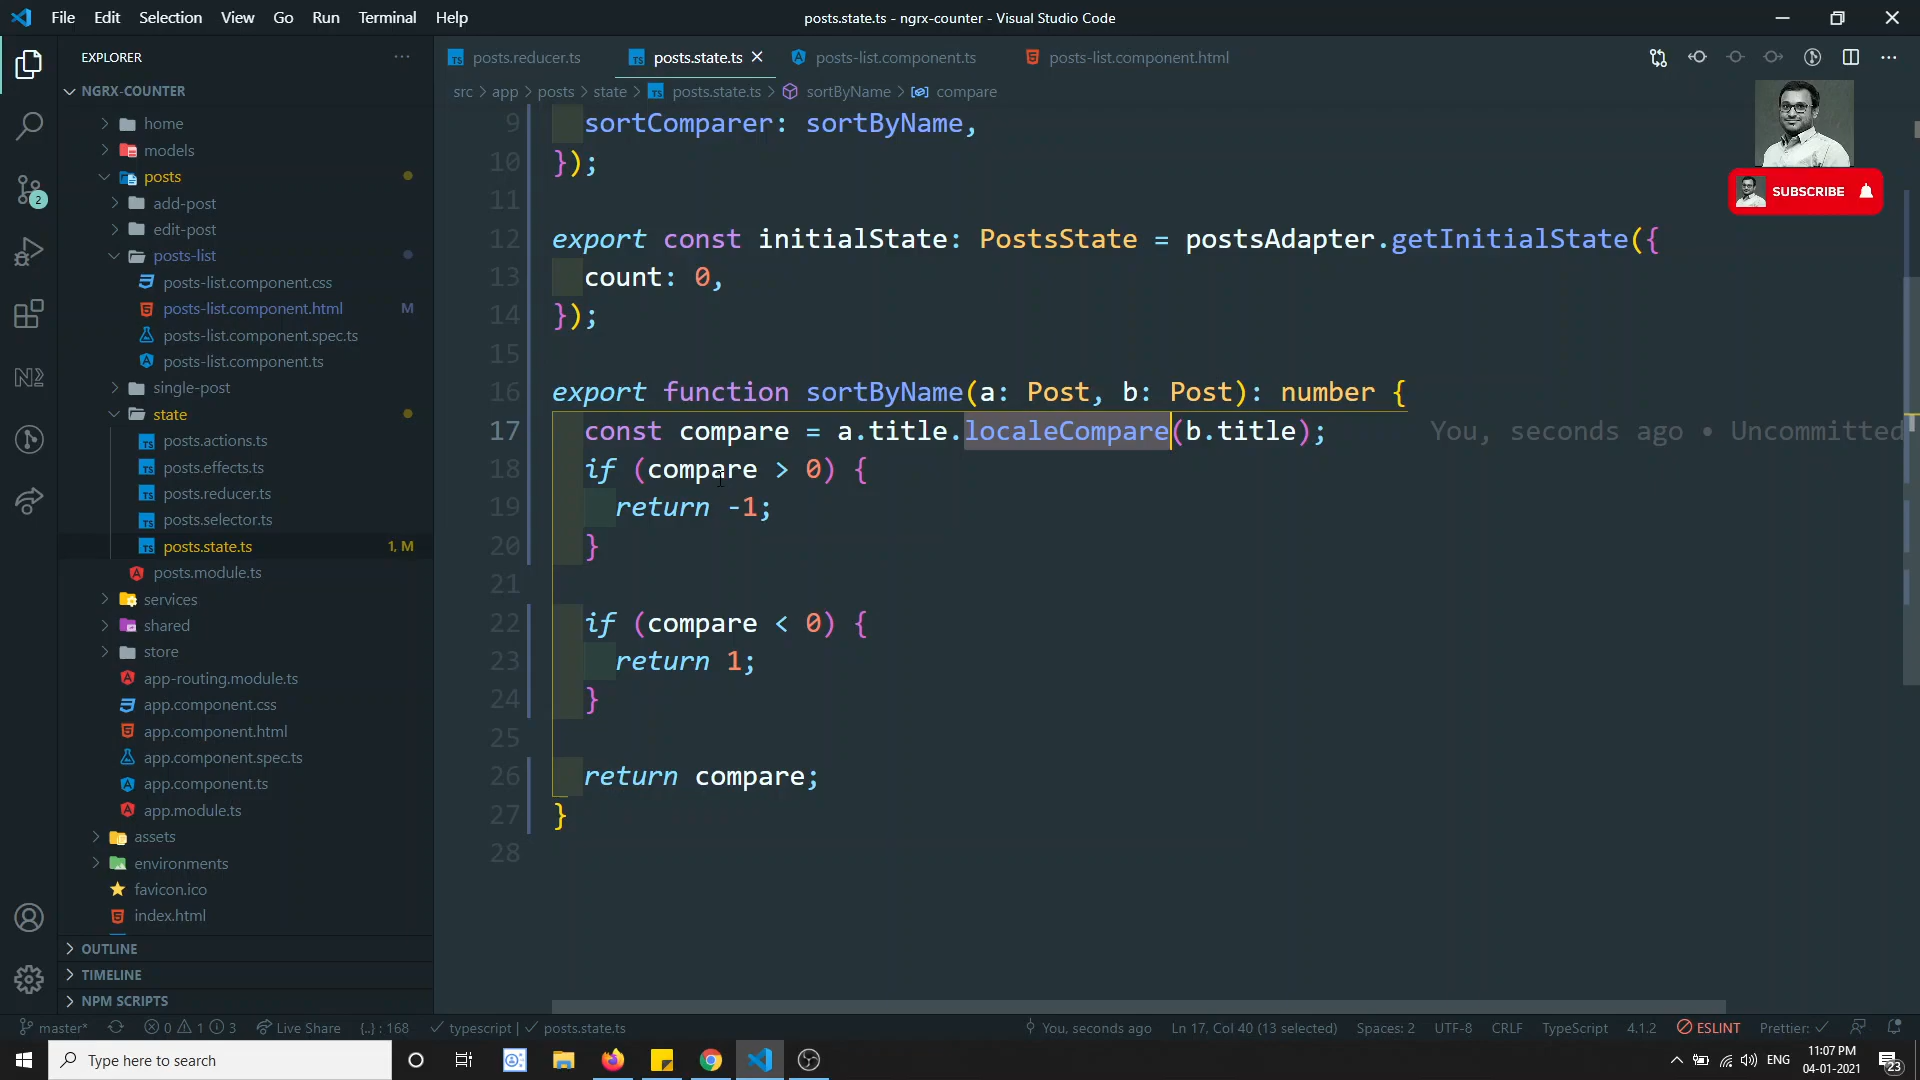 File Edit Selection View Go Run Terminal Help
posts.state.ts - ngrx-counter - Visual Studio Code
EXPLORER
NGRX-COUNTER
home
models
posts
add-post
edit-post
posts-list
posts-list.component.css
posts-list.component.html M
posts-list.component.spec.ts
posts-list.component.ts
single-post
state
posts.actions.ts
posts.effects.ts
posts.reducer.ts
posts.selector.ts
posts.state.ts 1, M
posts.module.ts
services
shared
store
app-routing.module.ts
app.component.css
app.component.html
app.component.spec.ts
app.component.ts
app.module.ts
assets
environments
favicon.ico
index.html
OUTLINE
TIMELINE
NPM SCRIPTS
2
posts.reducer.ts posts.state.ts posts-list.component.ts posts-list.component.html
src > app > posts > state > posts.state.ts > sortByName > compare
9 sortComparer: sortByName,
10 });
11
12 export const initialState: PostsState = postsAdapter.getInitialState({
13 count: 0,
14 });
15
16 export function sortByName(a: Post, b: Post): number {
17 const compare = a.title.localeCompare(b.title); You, seconds ago • Uncommitted
18 if (compare > 0) {
19 return -1;
20 }
21
22 if (compare < 0) {
23 return 1;
24 }
25
26 return compare;
27 }
28
SUBSCRIBE
master* 0 1 3 Live Share {..} : 168 typescript | posts.state.ts You, seconds ago Ln 17, Col 40 (13 selected) Spaces: 2 UTF-8 CRLF TypeScript 4.1.2 ESLINT Prettier:
Type here to search
ENG
11:07 PM
04-01-2021
23